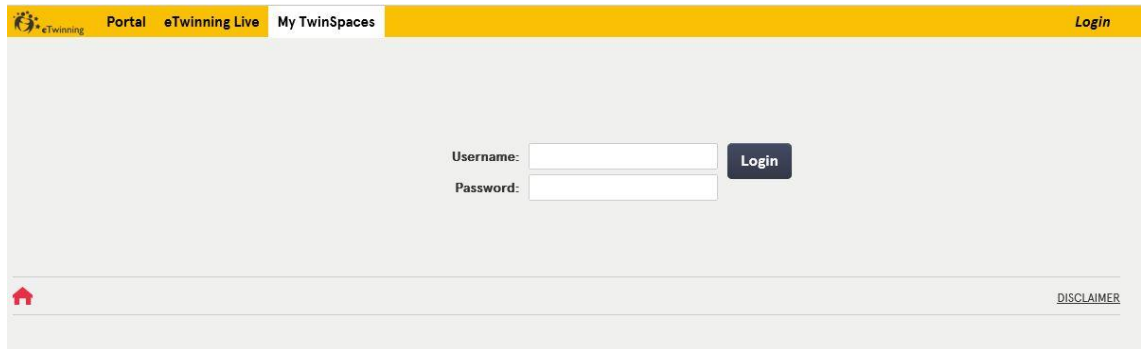 eTwinning Portal eTwinning Live My TwinSpaces Login
Username:
Login
Password:
DISCLAIMER